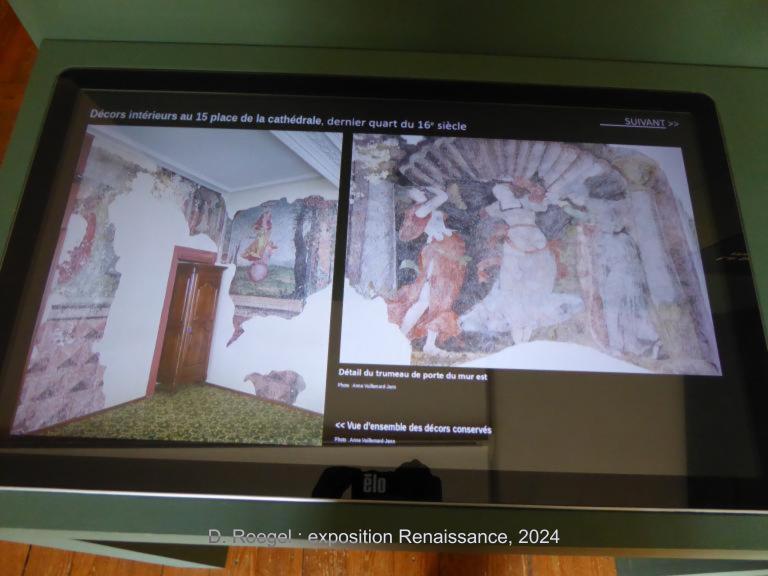 Décors intérieurs au 15 place de la cathédrale, dernier quart du 16ᵉ siècle
SUIVANT >>
Détail du trumeau de porte du mur est
Photo : Anne Vuillemard-Jenn
<< Vue d'ensemble des décors conservés
Photo : Anne Vuillemard-Jenn
elo
D. Roegel : exposition Renaissance, 2024